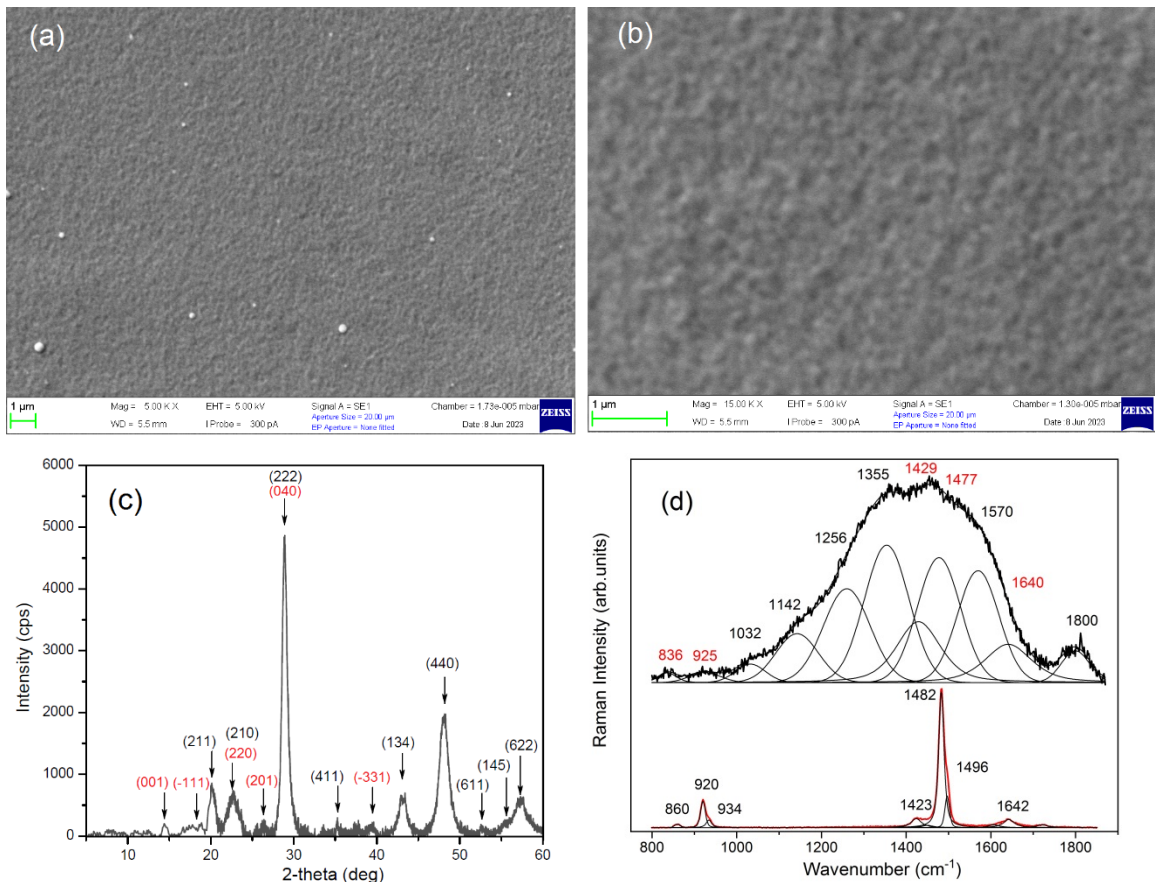 (a)
1 µm
Mag = 5.00 K X
EHT = 5.00 kV
Signal A = SE1
Chamber = 1.73e-005 mbar
Aperture Size = 20.00 µm
WD = 5.5 mm
I Probe = 300 pA
EP Aperture = None fitted
Date :8 Jun 2023
ZEISS
(b)
1 µm
Mag = 15.00 K X
EHT = 5.00 kV
Signal A = SE1
Chamber = 1.30e-005 mbar
Aperture Size = 20.00 µm
WD = 5.5 mm
I Probe = 300 pA
EP Aperture = None fitted
Date :8 Jun 2023
ZEISS
(c)
Intensity (cps)
6000
5000
4000
3000
2000
1000
0
(001)
(-111)
(211)
(210)
(220)
(201)
(222)
(040)
(411)
(-331)
(134)
(440)
(611)
(145)
(622)
10 20 30 40 50 60
2-theta (deg)
(d)
Raman Intensity (arb.units)
836
925
1032
1142
1256
1355
1429
1477
1570
1640
1800
860
920
934
1423
1482
1496
1642
800 1000 1200 1400 1600 1800
Wavenumber (cm⁻¹)